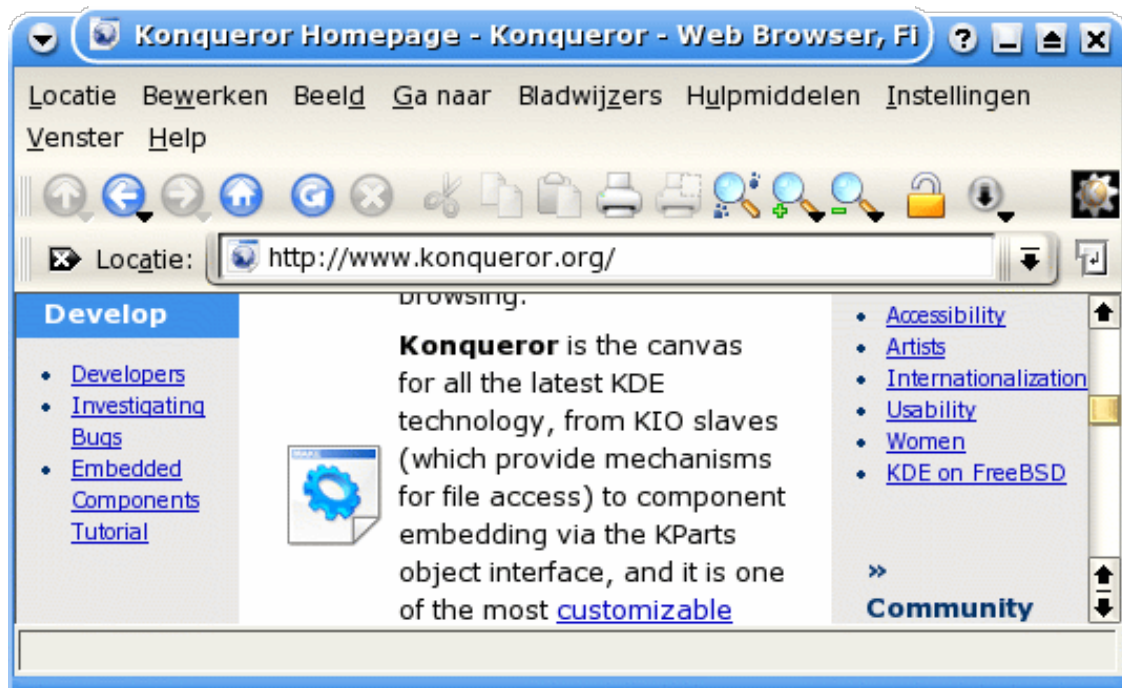 Konqueror Homepage - Konqueror - Web Browser, Fi
Locatie Bewerken Beeld Ga naar Bladwijzers Hulpmiddelen Instellingen
Venster Help
Locatie: http://www.konqueror.org/
Develop
Developers
Investigating
Bugs
Embedded
Components
Tutorial
browsing.
Konqueror is the canvas
for all the latest KDE
technology, from KIO slaves
(which provide mechanisms
for file access) to component
embedding via the KParts
object interface, and it is one
of the most customizable
Accessibility
Artists
Internationalization
Usability
Women
KDE on FreeBSD
»
Community